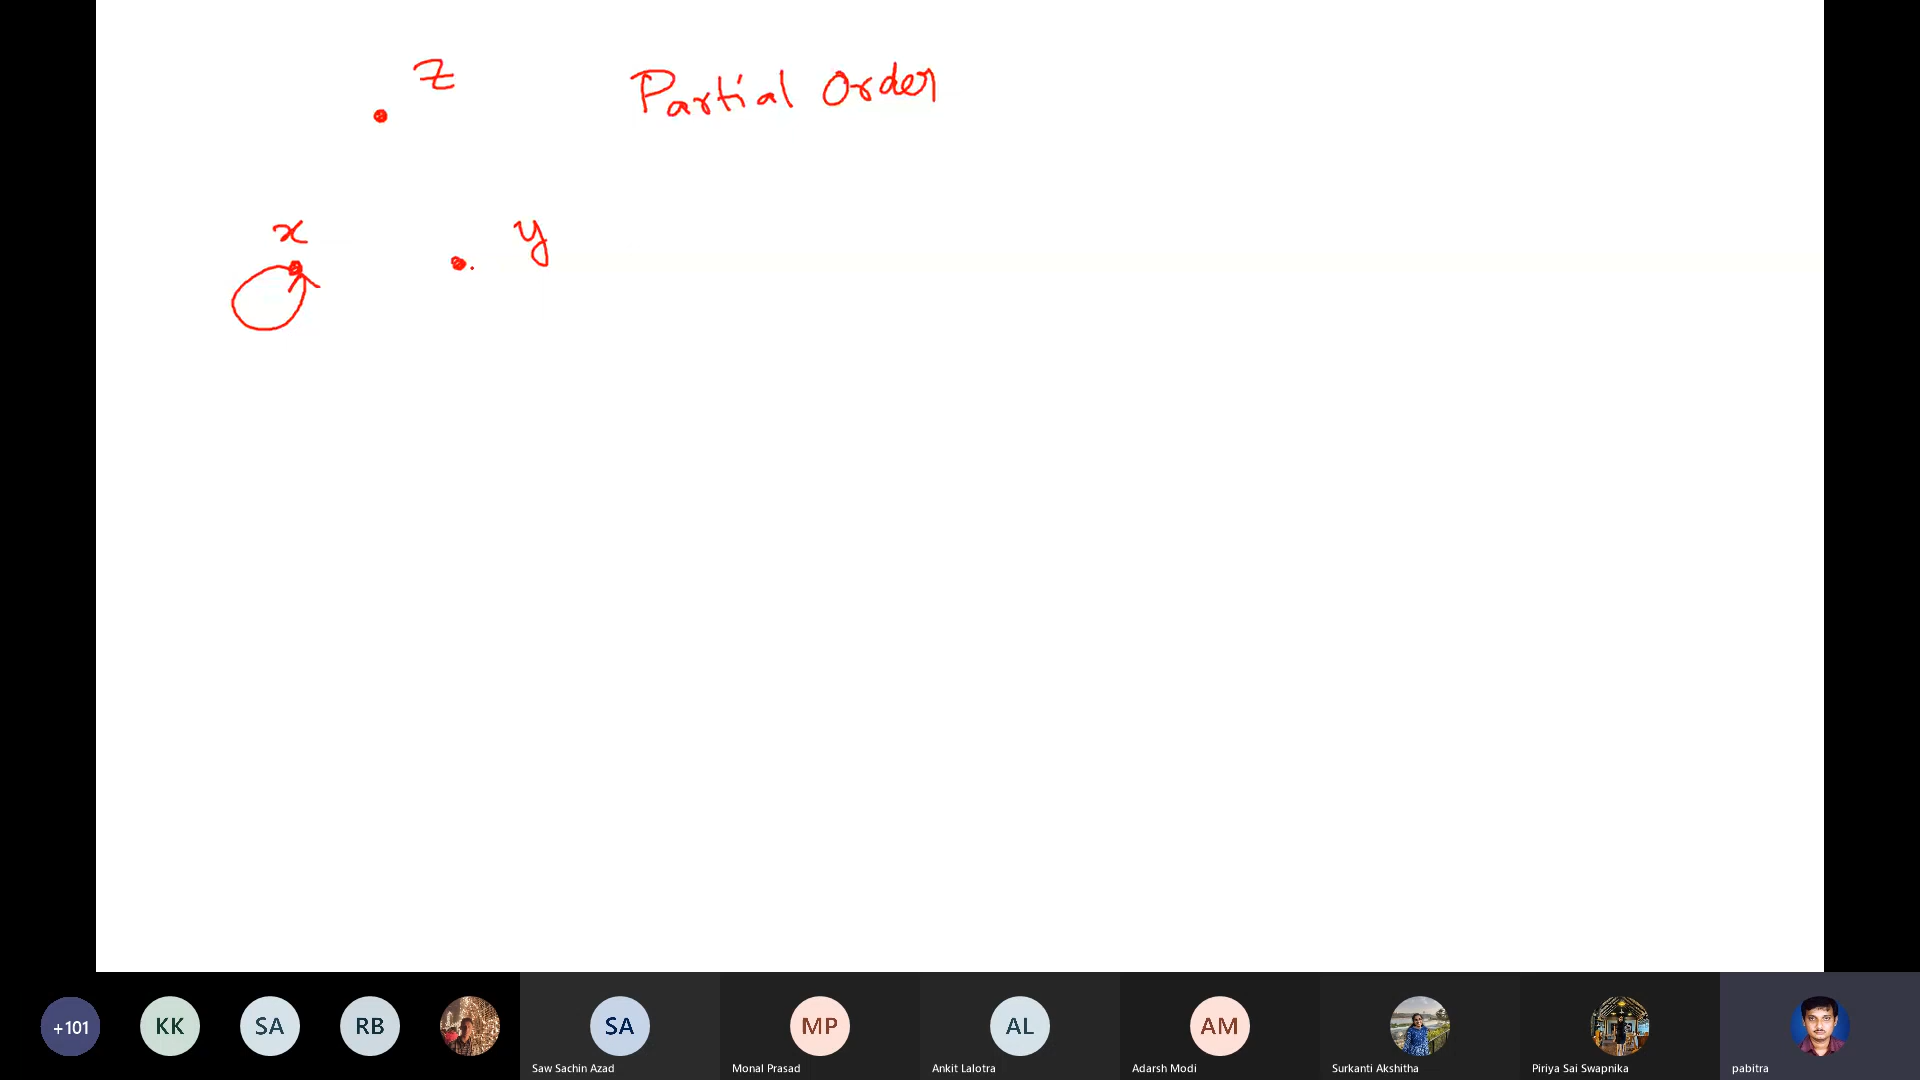 z
Partial Order
x
y
+101
KK
SA
RB
SA
MP
AL
AM
Saw Sachin Azad
Monal Prasad
Ankit Lalotra
Adarsh Modi
Surkanti Akshitha
Piriya Sai Swapnika
pabitra